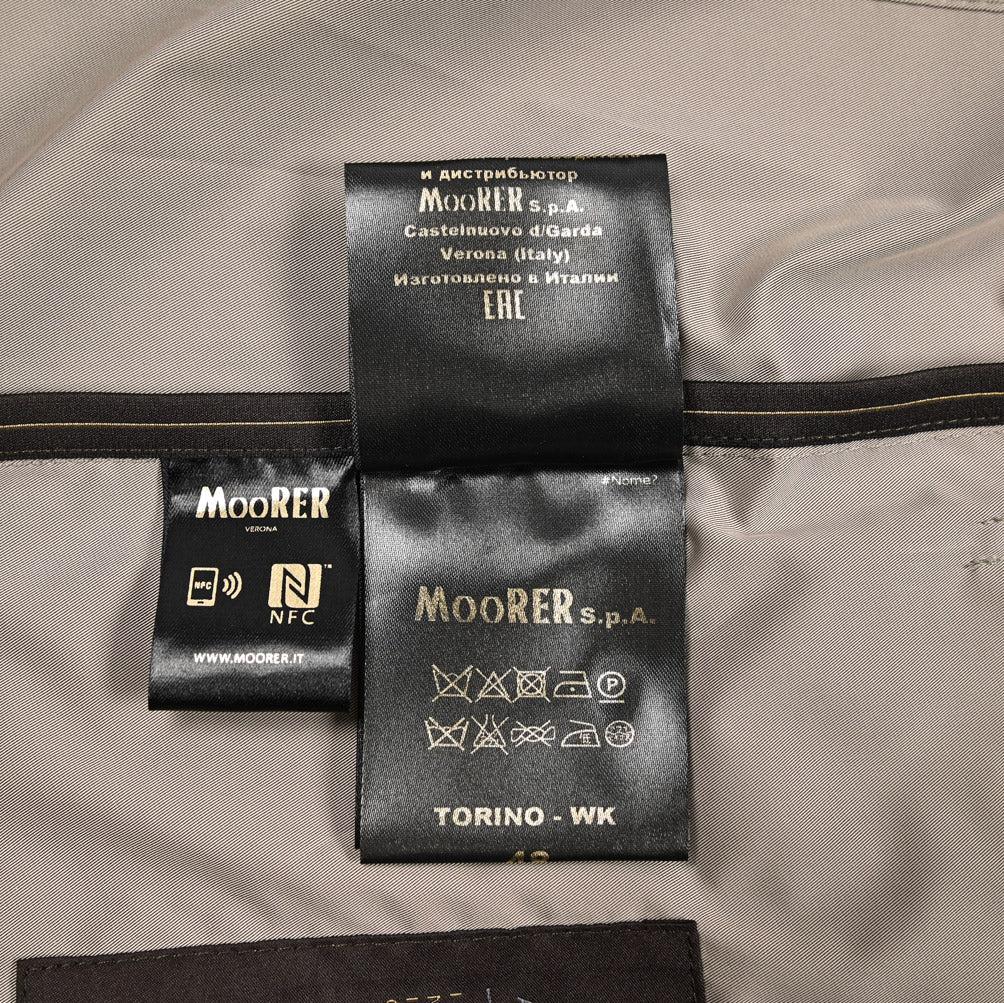 и дистрибьютор
MooRER S.p.A.
Castelnuovo d/Garda
Verona (Italy)
Изготовлено в Италии
EAC
#Nome?
MooRER
VERONA
NFC
NFC
WWW.MOORER.IT
MooRER S.p.A.
P
TORINO - WK
48